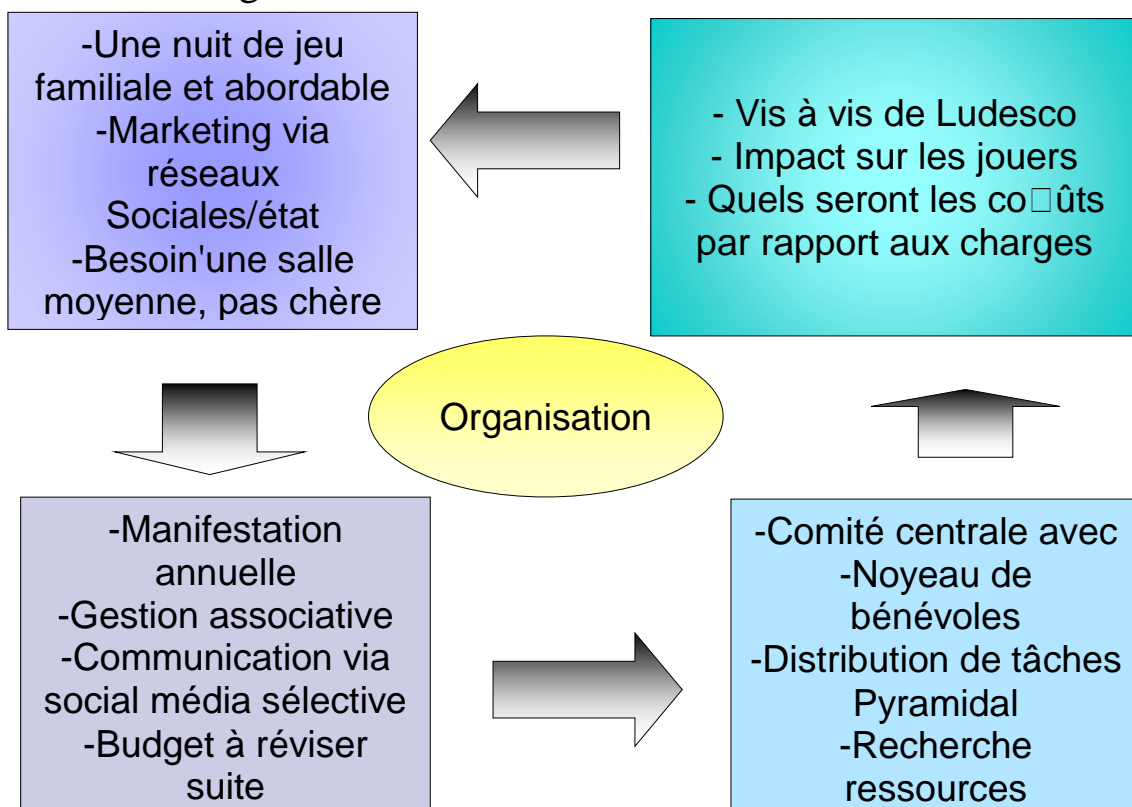 -Une nuit de jeu
familiale et abordable
-Marketing via
réseaux
Sociales/état
-Besoin'une salle
moyenne, pas chère
- Vis à vis de Ludesco
- Impact sur les jouers
- Quels seront les co□ûts
par rapport aux charges
Organisation
-Manifestation
annuelle
-Gestion associative
-Communication via
social média sélective
-Budget à réviser
suite
-Comité centrale avec
-Noyeau de
bénévoles
-Distribution de tâches
Pyramidal
-Recherche
ressources